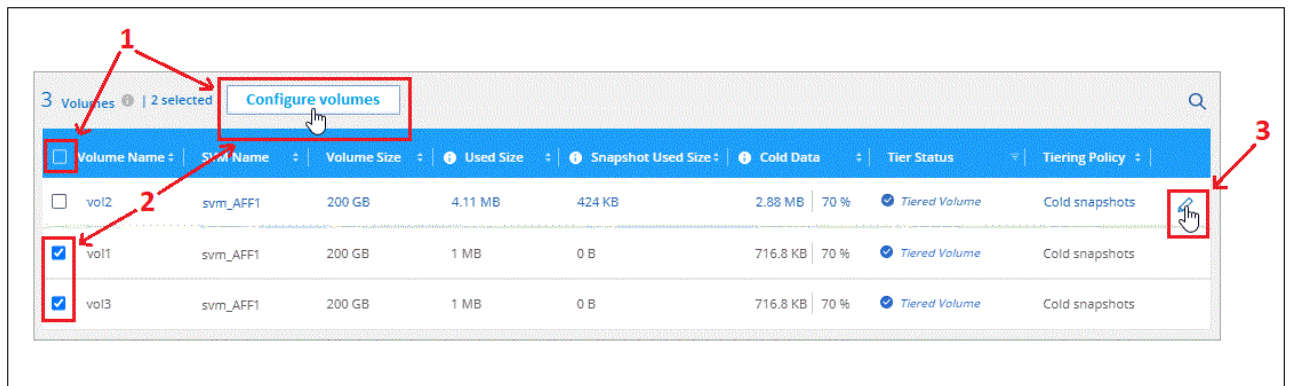 1
3 Volumes | 2 selected Configure volumes
3
Volume Name SVM Name Volume Size Used Size Snapshot Used Size Cold Data Tier Status Tiering Policy
2
vol2 svm_AFF1 200 GB 4.11 MB 424 KB 2.88 MB 70 % Tiered Volume Cold snapshots
vol1 svm_AFF1 200 GB 1 MB 0 B 716.8 KB 70 % Tiered Volume Cold snapshots
vol3 svm_AFF1 200 GB 1 MB 0 B 716.8 KB 70 % Tiered Volume Cold snapshots